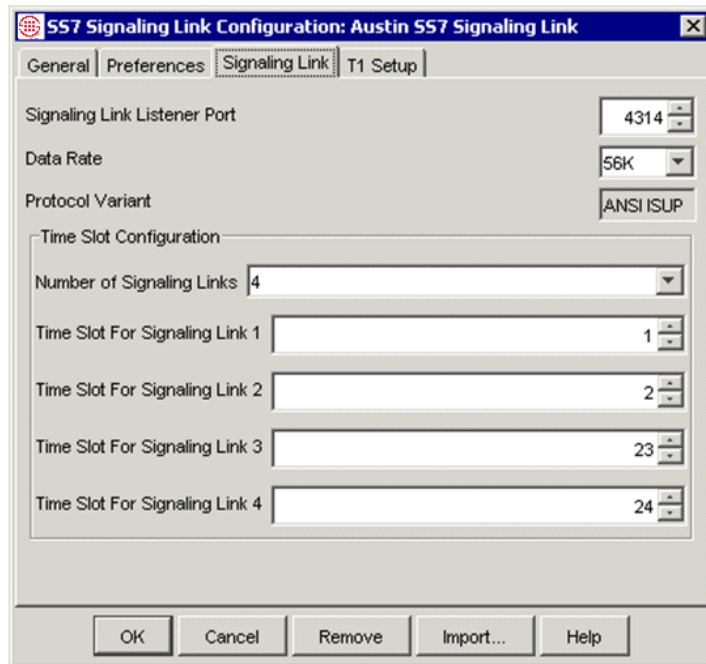 SS7 Signaling Link Configuration: Austin SS7 Signaling Link
General Preferences Signaling Link T1 Setup
Signaling Link Listener Port 4314
Data Rate 56K
Protocol Variant ANSI ISUP
Time Slot Configuration
Number of Signaling Links 4
Time Slot For Signaling Link 1 1
Time Slot For Signaling Link 2 2
Time Slot For Signaling Link 3 23
Time Slot For Signaling Link 4 24
OK Cancel Remove Import... Help